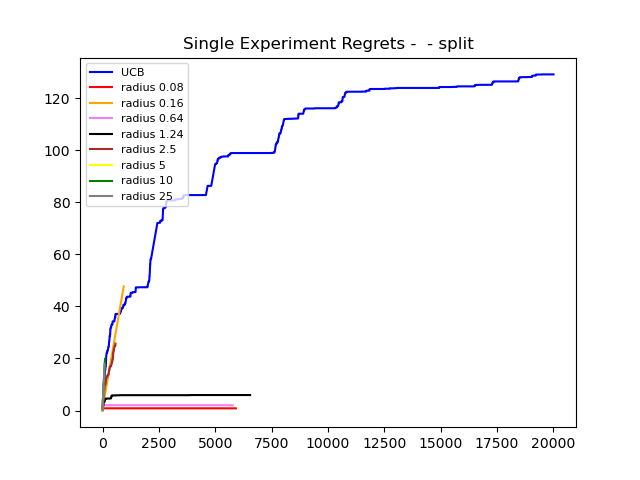 Single Experiment Regrets -  - split
UCB
radius 0.08
radius 0.16
radius 0.64
radius 1.24
radius 2.5
radius 5
radius 10
radius 25
120
100
80
60
40
20
0
0 2500 5000 7500 10000 12500 15000 17500 20000